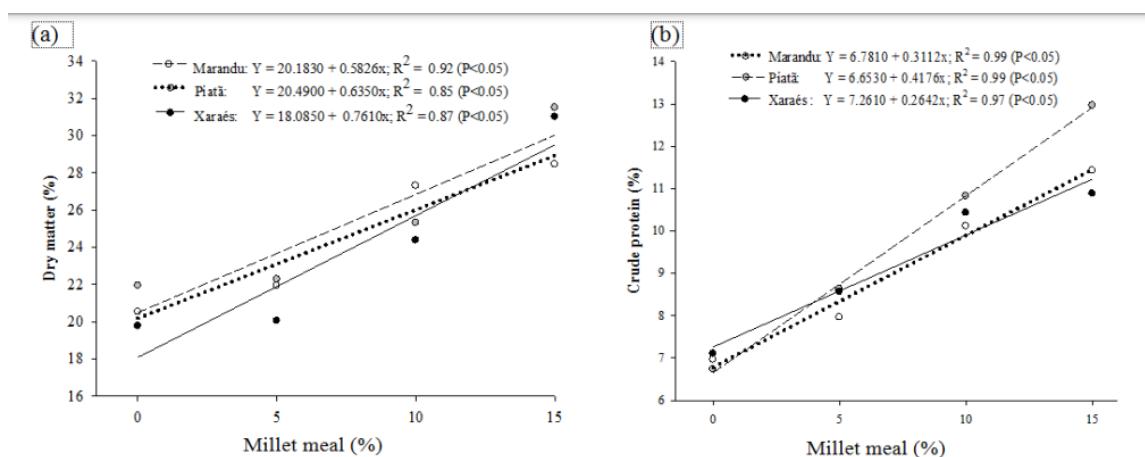 (a)
Marandu: Y = 20.1830 + 0.5826x; R² = 0.92 (P<0.05)
Piatã: Y = 20.4900 + 0.6350x; R² = 0.85 (P<0.05)
Xaraés: Y = 18.0850 + 0.7610x; R² = 0.87 (P<0.05)
34
32
30
28
26
24
22
20
18
16
Dry matter (%)
0 5 10 15
Millet meal (%)
(b)
Marandu: Y = 6.7810 + 0.3112x; R² = 0.99 (P<0.05)
Piatã: Y = 6.6530 + 0.4176x; R² = 0.99 (P<0.05)
Xaraés: Y = 7.2610 + 0.2642x; R² = 0.97 (P<0.05)
14
13
12
11
10
9
8
7
6
Crude protein (%)
0 5 10 15
Millet meal (%)